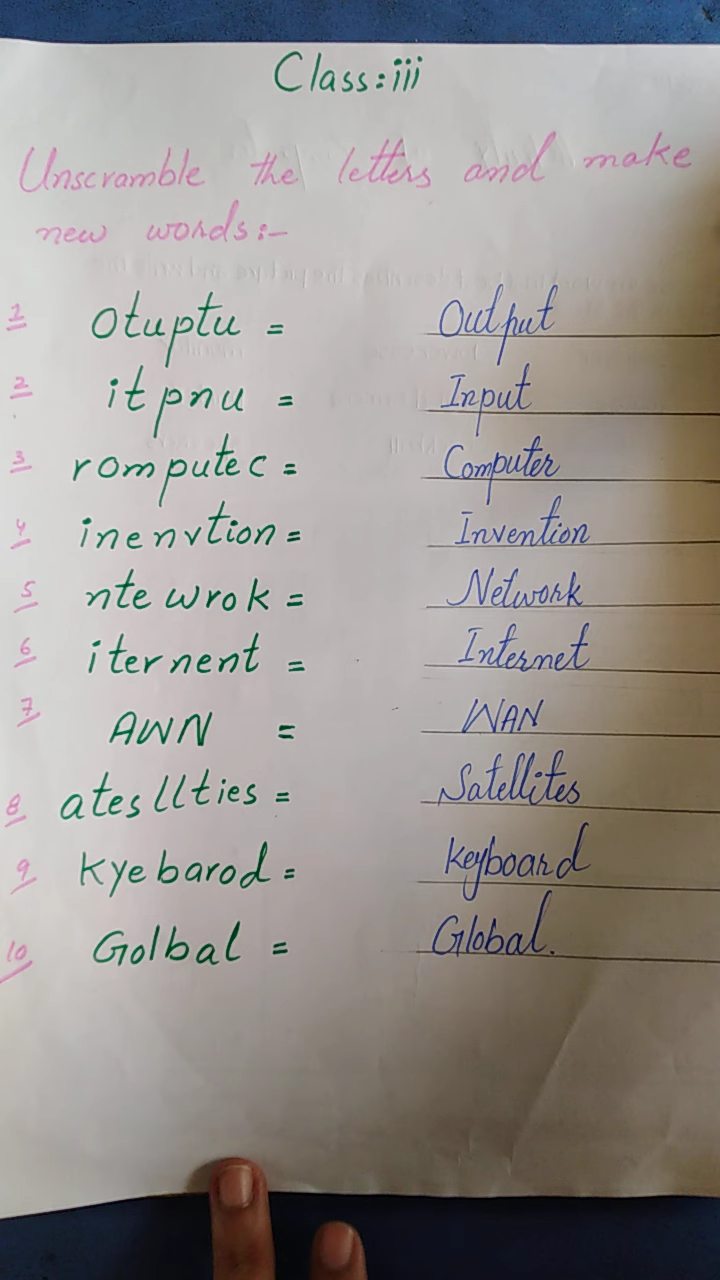 Class:iii
Unscramble the letters and make
new words:-
1 Otuptu = Output
2 itpnu = Input
3 romputec = Computer
4 inenvtion = Invention
5 ntewrok = Network
6 iternent = Internet
7 AWN = WAN
8 atesllties = Satellites
9 Kyebarod = Keyboard
10 Golbal = Global.